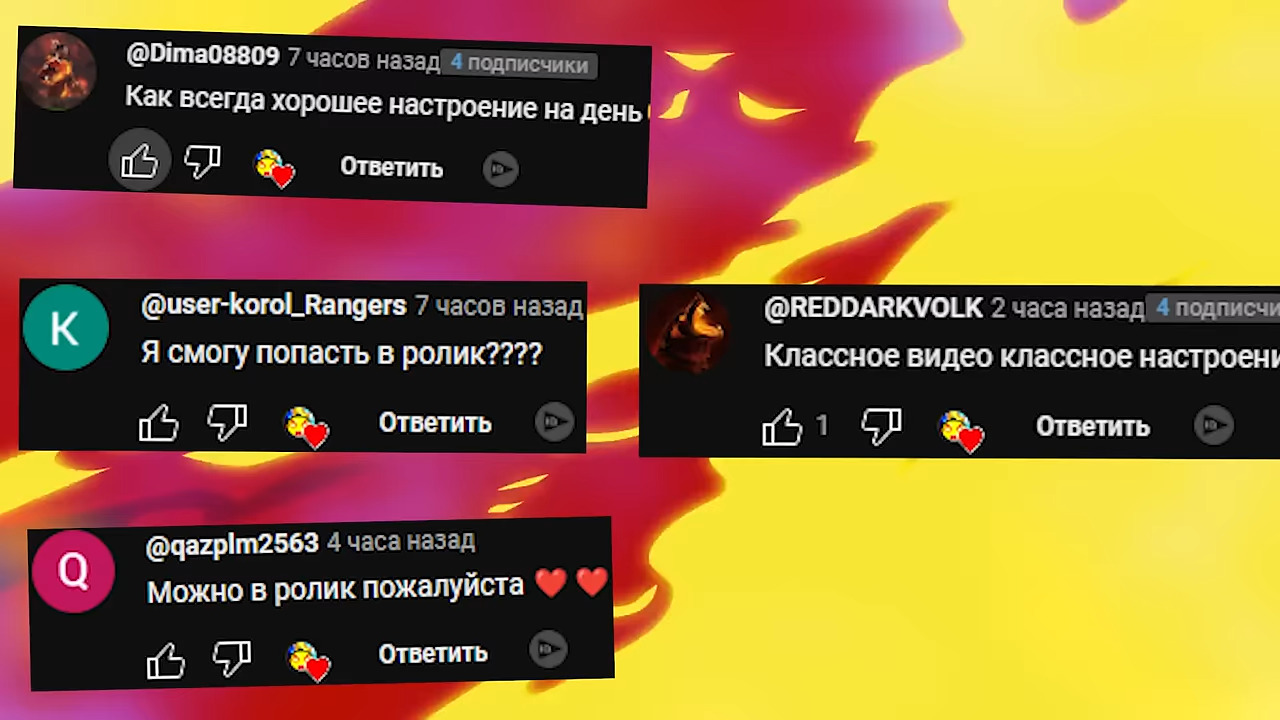 @Dima08809 7 часов назад 4 подписчики
Как всегда хорошее настроение на день
Ответить
K
@user-korol_Rangers 7 часов назад
Я смогу попасть в ролик????
Ответить
@REDDARKVOLK 2 часа назад 4 подписчи
Классное видео классное настроени
1
Ответить
Q
@qazplm2563 4 часа назад
Можно в ролик пожалуйста ❤️ ❤️
Ответить